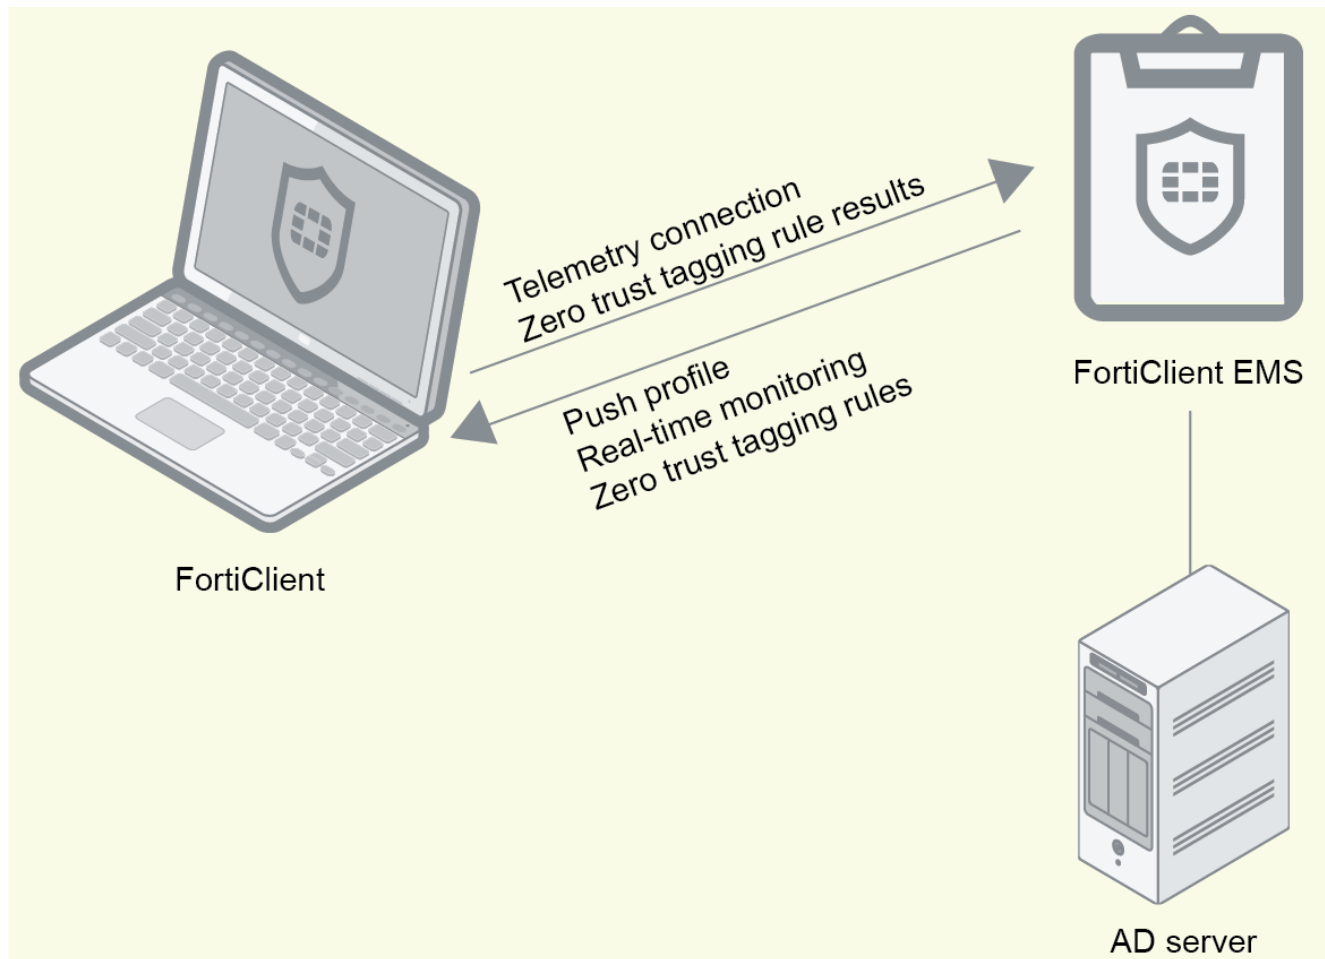 Telemetry connection
Zero trust tagging rule results
Push profile
Real-time monitoring
Zero trust tagging rules
FortiClient EMS
FortiClient
AD server